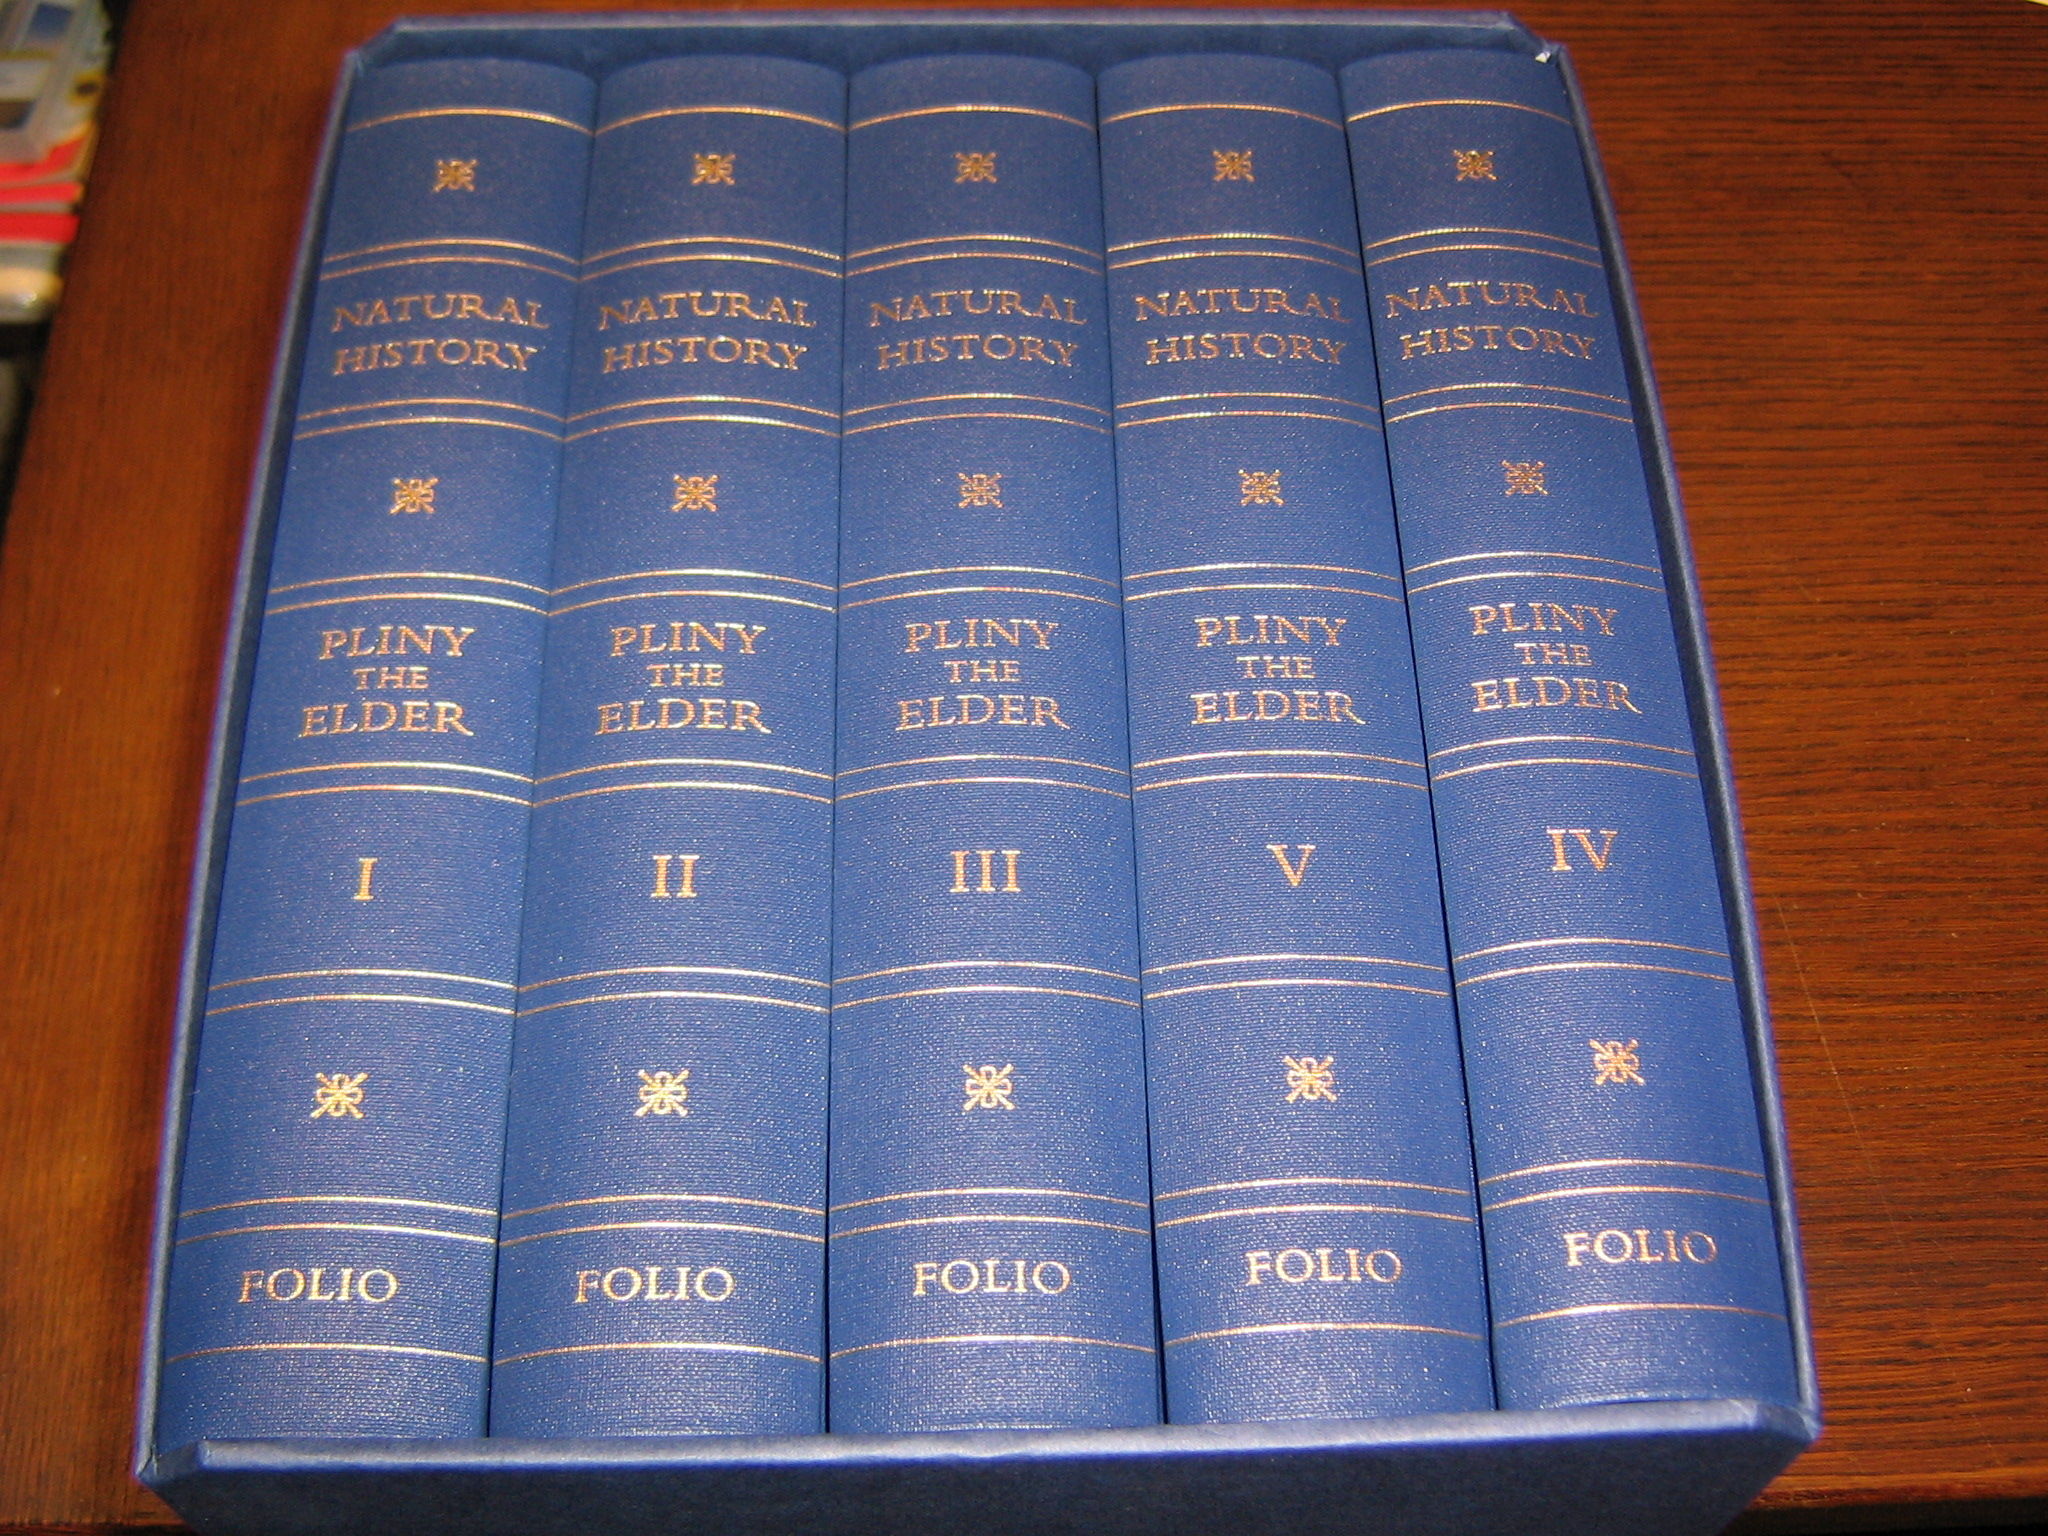 NATURAL
HISTORY
PLINY
THE
ELDER
I
FOLIO
NATURAL
HISTORY
PLINY
THE
ELDER
II
FOLIO
NATURAL
HISTORY
PLINY
THE
ELDER
III
FOLIO
NATURAL
HISTORY
PLINY
THE
ELDER
V
FOLIO
NATURAL
HISTORY
PLINY
THE
ELDER
IV
FOLIO